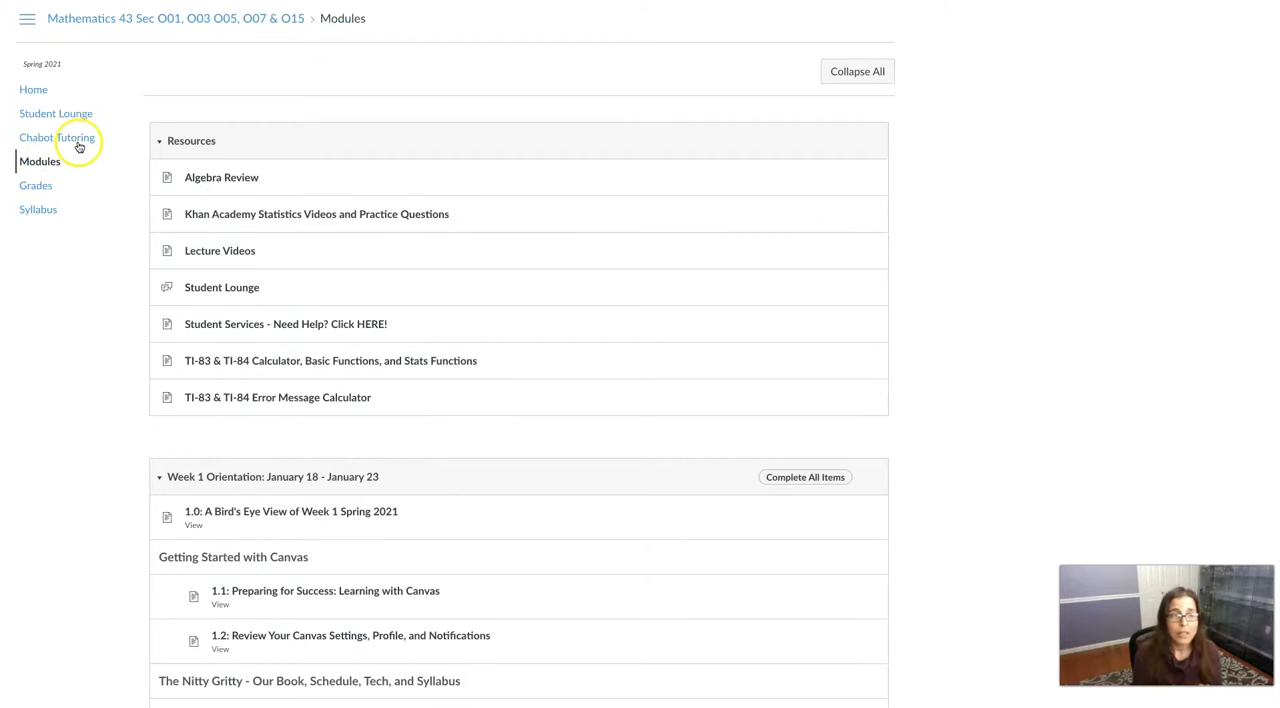 Mathematics 43 Sec O01, O03 O05, O07 & O15 > Modules
Spring 2021
Collapse All
Home
Student Lounge
Chabot Tutoring
Modules
Grades
Syllabus
Resources
Algebra Review
Khan Academy Statistics Videos and Practice Questions
Lecture Videos
Student Lounge
Student Services - Need Help? Click HERE!
TI-83 & TI-84 Calculator, Basic Functions, and Stats Functions
TI-83 & TI-84 Error Message Calculator
Week 1 Orientation: January 18 - January 23
Complete All Items
1.0: A Bird's Eye View of Week 1 Spring 2021
View
Getting Started with Canvas
1.1: Preparing for Success: Learning with Canvas
View
1.2: Review Your Canvas Settings, Profile, and Notifications
View
The Nitty Gritty - Our Book, Schedule, Tech, and Syllabus